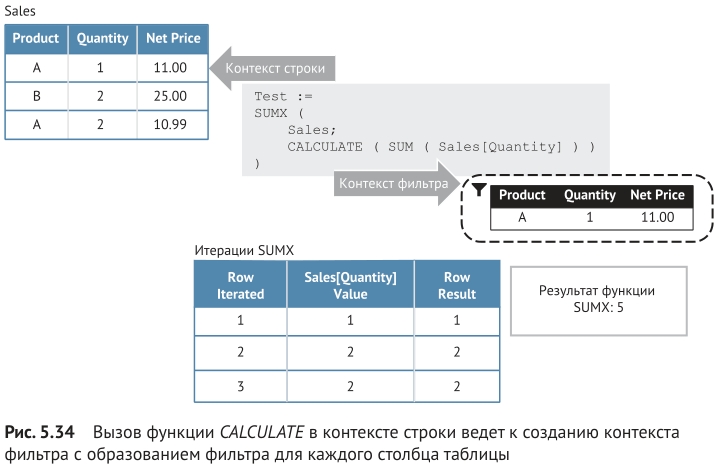 Sales
Product Quantity Net Price
A 1 11.00
B 2 25.00
A 2 10.99
Контекст строки
Test :=
SUMX (
Sales;
CALCULATE ( SUM ( Sales[Quantity] ) )
)
Контекст фильтра
Product Quantity Net Price
A 1 11.00
Итерации SUMX
Row Iterated Sales[Quantity] Value Row Result
1 1 1
2 2 2
3 2 2
Результат функции
SUMX: 5
Рис. 5.34 Вызов функции CALCULATE в контексте строки ведет к созданию контекста
фильтра с образованием фильтра для каждого столбца таблицы